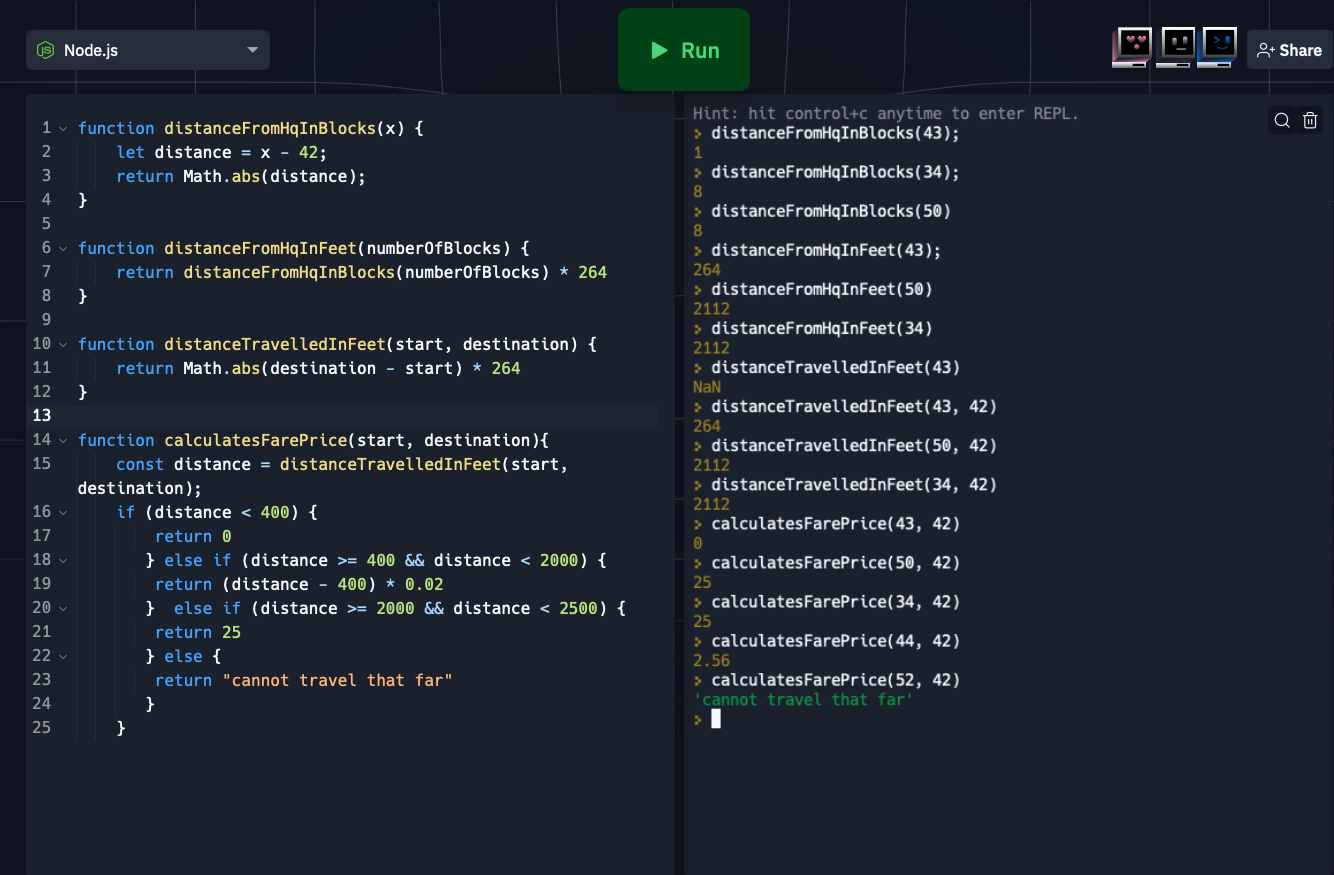 Node.js
Run
Share
1 function distanceFromHqInBlocks(x) {
2 let distance = x - 42;
3 return Math.abs(distance);
4 }
5
6 function distanceFromHqInFeet(numberOfBlocks) {
7 return distanceFromHqInBlocks(numberOfBlocks) * 264
8 }
9
10 function distanceTravelledInFeet(start, destination) {
11 return Math.abs(destination - start) * 264
12 }
13
14 function calculatesFarePrice(start, destination){
15 const distance = distanceTravelledInFeet(start,
destination);
16 if (distance < 400) {
17 return 0
18 } else if (distance >= 400 && distance < 2000) {
19 return (distance - 400) * 0.02
20 } else if (distance >= 2000 && distance < 2500) {
21 return 25
22 } else {
23 return "cannot travel that far"
24 }
25 }
Hint: hit control+c anytime to enter REPL.
> distanceFromHqInBlocks(43);
1
> distanceFromHqInBlocks(34);
8
> distanceFromHqInBlocks(50)
8
> distanceFromHqInFeet(43);
264
> distanceFromHqInFeet(50)
2112
> distanceFromHqInFeet(34)
2112
> distanceTravelledInFeet(43)
NaN
> distanceTravelledInFeet(43, 42)
264
> distanceTravelledInFeet(50, 42)
2112
> distanceTravelledInFeet(34, 42)
2112
> calculatesFarePrice(43, 42)
0
> calculatesFarePrice(50, 42)
25
> calculatesFarePrice(34, 42)
25
> calculatesFarePrice(44, 42)
2.56
> calculatesFarePrice(52, 42)
'cannot travel that far'
>